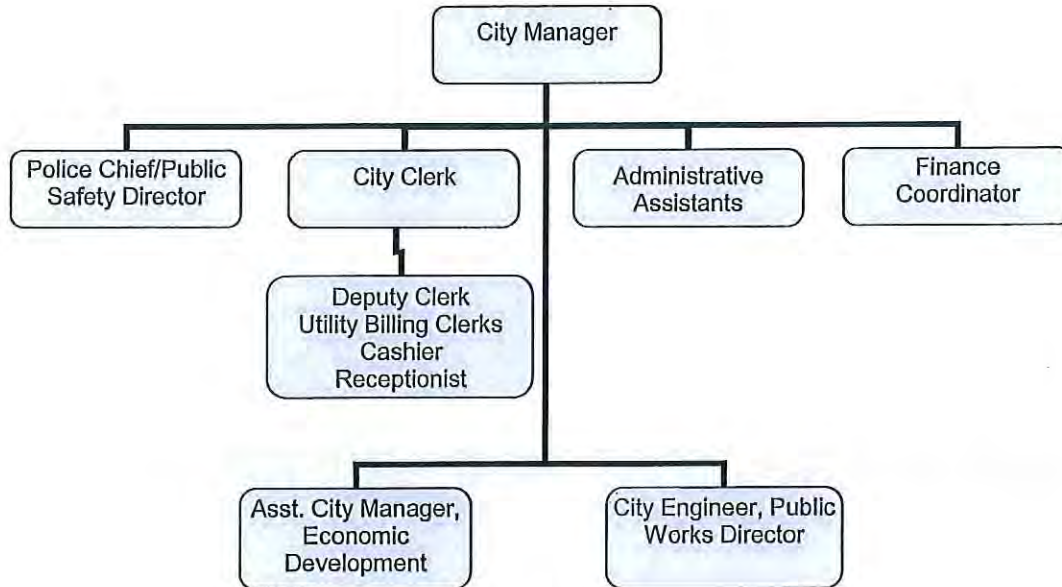 City Manager
Police Chief/Public
Safety Director
City Clerk
Administrative
Assistants
Finance
Coordinator
Deputy Clerk
Utility Billing Clerks
Cashier
Receptionist
Asst. City Manager,
Economic
Development
City Engineer, Public
Works Director